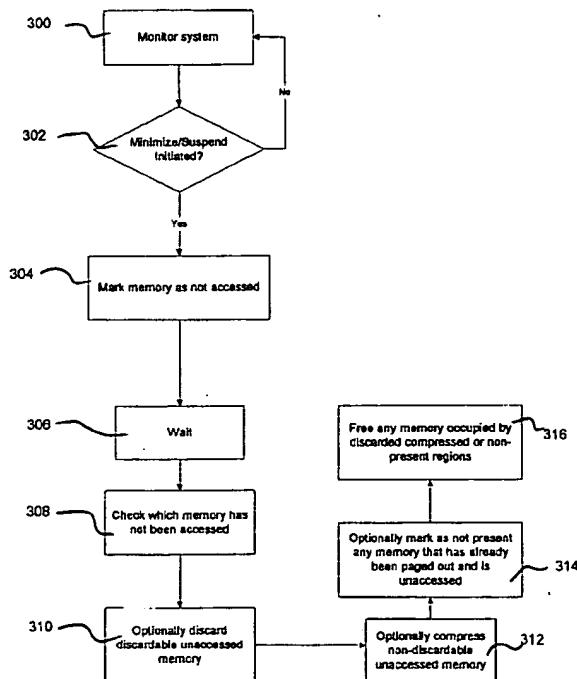 300
Monitor system
No
302
Minimize/Suspend
Initiated?
Yes
304
Mark memory as not accessed
306
Wait
308
Check which memory has
not been accessed
310
Optionally discard
discardable unaccessed
memory
Optionally compress
non-discardable
unaccessed memory
312
Optionally mark as not present
any memory that has already
been paged out and is
unaccessed
314
Free any memory occupied by
discarded compressed or non-
present regions
316